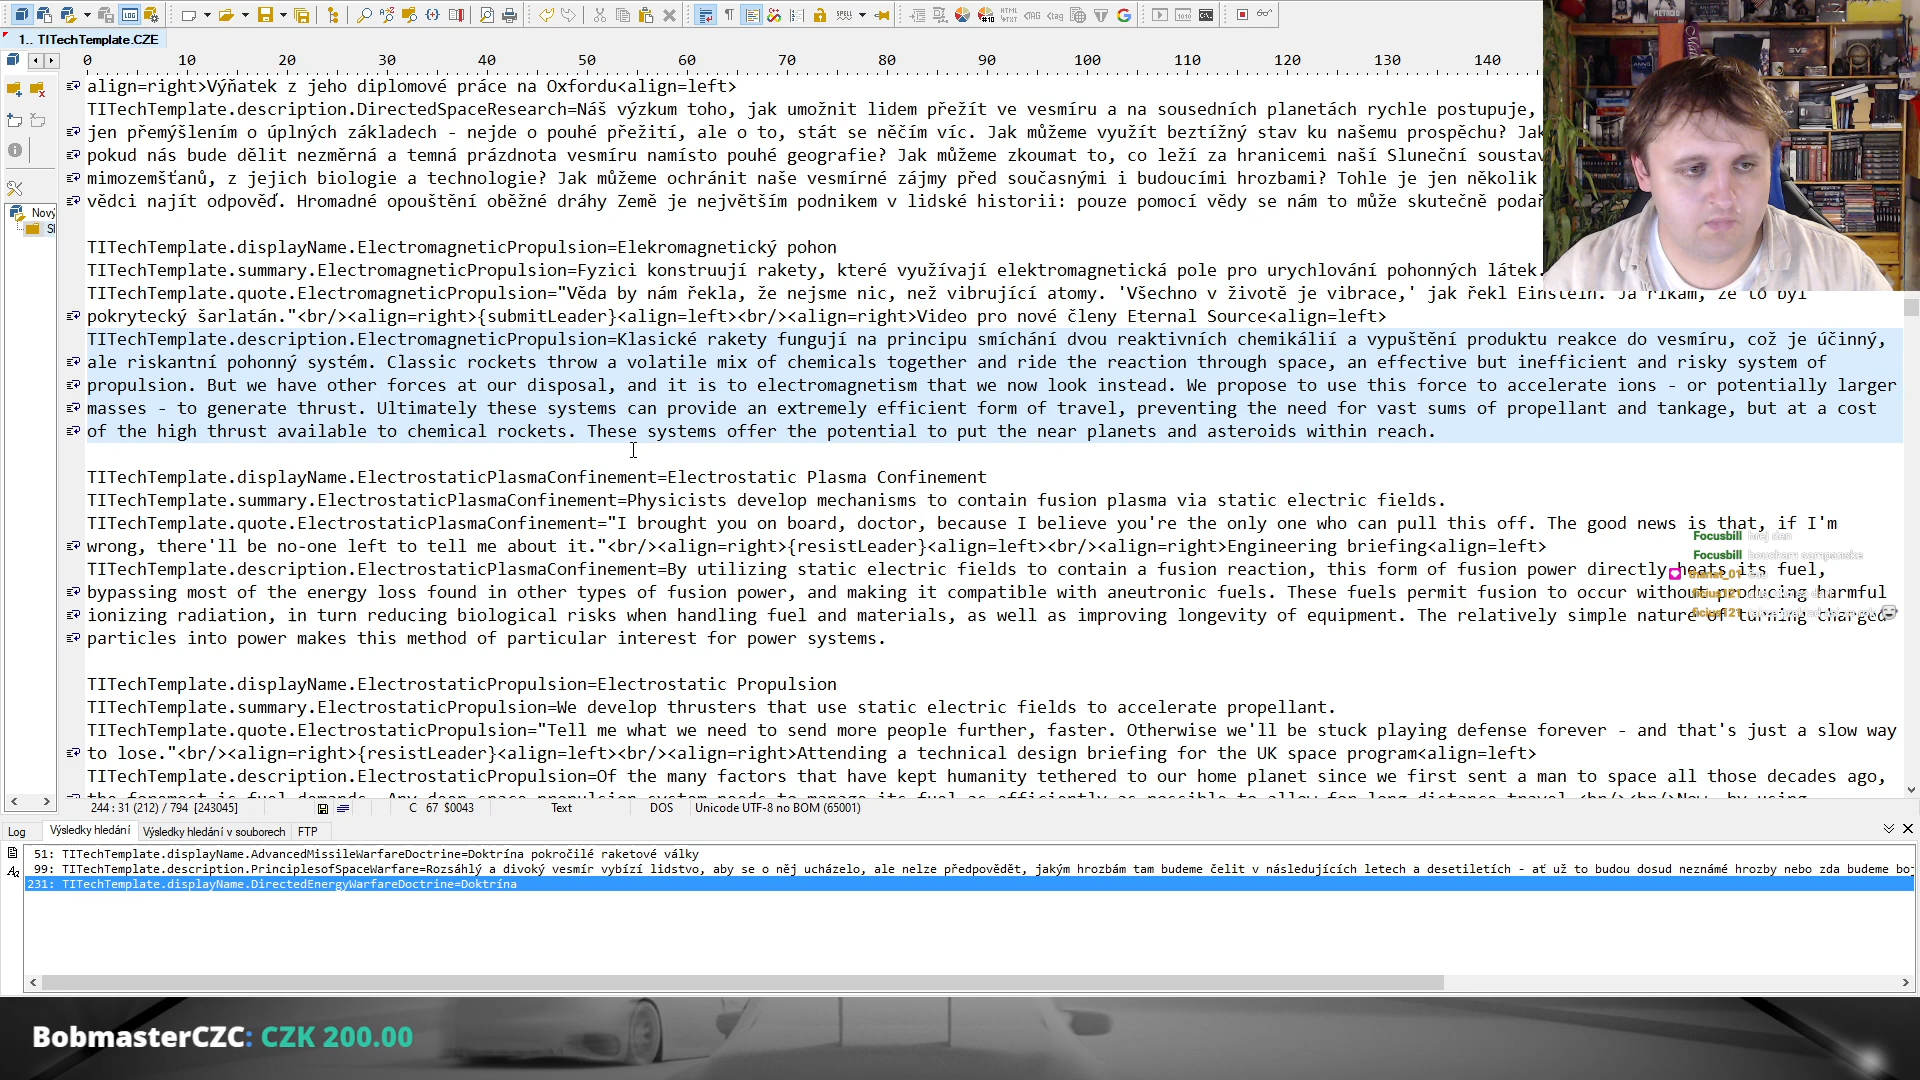 1.. TITechTemplate.CZE
0 10 20 30 40 50 60 70 80 90 100 110 120 130 140
align=right>Výňatek z jeho diplomové práce na Oxfordu<align=left>
TITechTemplate.description.DirectedSpaceResearch=Náš výzkum toho, jak umožnit lidem přežít ve vesmíru a na sousedních planetách rychle postupuje,
jen přemýšlením o úplných základech - nejde o pouhé přežití, ale o to, stát se něčím víc. Jak můžeme využít beztížný stav ku našemu prospěchu?
pokud nás bude dělit nezměrná a temná prázdnota vesmíru namísto pouhé geografie? Jak můžeme zkoumat to, co leží za hranicemi naší Sluneční
mimozemšťanů, z jejich biologie a technologie? Jak můžeme ochránit naše vesmírné zájmy před současnými i budoucími hrozbami? Tohle je jen několik
vědci najít odpověď. Hromadné opouštění oběžné dráhy Země je největším podnikem v lidské historii: pouze pomocí vědy se nám to může skutečně
TITechTemplate.displayName.ElectromagneticPropulsion=Elekromagnetický pohon
TITechTemplate.summary.ElectromagneticPropulsion=Fyzici konstruují rakety, které využívají elektromagnetická pole pro urychlování pohonných látek.
TITechTemplate.quote.ElectromagneticPropulsion="Věda by nám řekla, že nejsme nic, než vibrující atomy. 'Všechno v životě je vibrace,' jak řekl Einstein. Já říkám, že to byl
pokrytecký šarlatán."<br/><align=right>{submitLeader}<align=left><br/><align=right>Video pro nové členy Eternal Source<align=left>
TITechTemplate.description.ElectromagneticPropulsion=Klasické rakety fungují na principu smíchání dvou reaktivních chemikálií a vypuštění produktu reakce do vesmíru, což je účinný,
ale riskantní pohonný systém. Classic rockets throw a volatile mix of chemicals together and ride the reaction through space, an effective but inefficient and risky system of
propulsion. But we have other forces at our disposal, and it is to electromagnetism that we now look instead. We propose to use this force to accelerate ions - or potentially larger
masses - to generate thrust. Ultimately these systems can provide an extremely efficient form of travel, preventing the need for vast sums of propellant and tankage, but at a cost
of the high thrust available to chemical rockets. These systems offer the potential to put the near planets and asteroids within reach.
TITechTemplate.displayName.ElectrostaticPlasmaConfinement=Electrostatic Plasma Confinement
TITechTemplate.summary.ElectrostaticPlasmaConfinement=Physicists develop mechanisms to contain fusion plasma via static electric fields.
TITechTemplate.quote.ElectrostaticPlasmaConfinement="I brought you on board, doctor, because I believe you're the only one who can pull this off. The good news is that, if I'm
wrong, there'll be no-one left to tell me about it."<br/><align=right>{resistLeader}<align=left><br/><align=right>Engineering briefing<align=left>
TITechTemplate.description.ElectrostaticPlasmaConfinement=By utilizing static electric fields to contain a fusion reaction, this form of fusion power directly heats its fuel,
bypassing most of the energy loss found in other types of fusion power, and making it compatible with aneutronic fuels. These fuels permit fusion to occur without producing harmful
ionizing radiation, in turn reducing biological risks when handling fuel and materials, as well as improving longevity of equipment. The relatively simple nature of turning charged
particles into power makes this method of particular interest for power systems.
TITechTemplate.displayName.ElectrostaticPropulsion=Electrostatic Propulsion
TITechTemplate.summary.ElectrostaticPropulsion=We develop thrusters that use static electric fields to accelerate propellant.
TITechTemplate.quote.ElectrostaticPropulsion="Tell me what we need to send more people further, faster. Otherwise we'll be stuck playing defense forever - and that's just a slow way
to lose."<br/><align=right>{resistLeader}<align=left><br/><align=right>Attending a technical design briefing for the UK space program<align=left>
TITechTemplate.description.ElectrostaticPropulsion=Of the many factors that have kept humanity tethered to our home planet since we first sent a man to space all those decades ago,
Nový
Focusbill hrej den
Focusbill boucham sampanske
244 : 31 (212) / 794 [243045] C 67 $0043 Text DOS Unicode UTF-8 no BOM (65001)
Log Výsledky hledání Výsledky hledání v souborech FTP
51: TITechTemplate.displayName.AdvancedMissileWarfareDoctrine=Doktrína pokročilé raketové války
99: TITechTemplate.description.PrinciplesofSpaceWarfare=Rozsáhlý a divoký vesmír vybízí lidstvo, aby se o něj ucházelo, ale nelze předpovědět, jakým hrozbám tam budeme čelit v následujících letech a desetiletích - ať už to budou dosud neznámé hrozby nebo zda budeme
231: TITechTemplate.displayName.DirectedEnergyWarfareDoctrine=Doktrína
BobmasterCZC: CZK 200.00